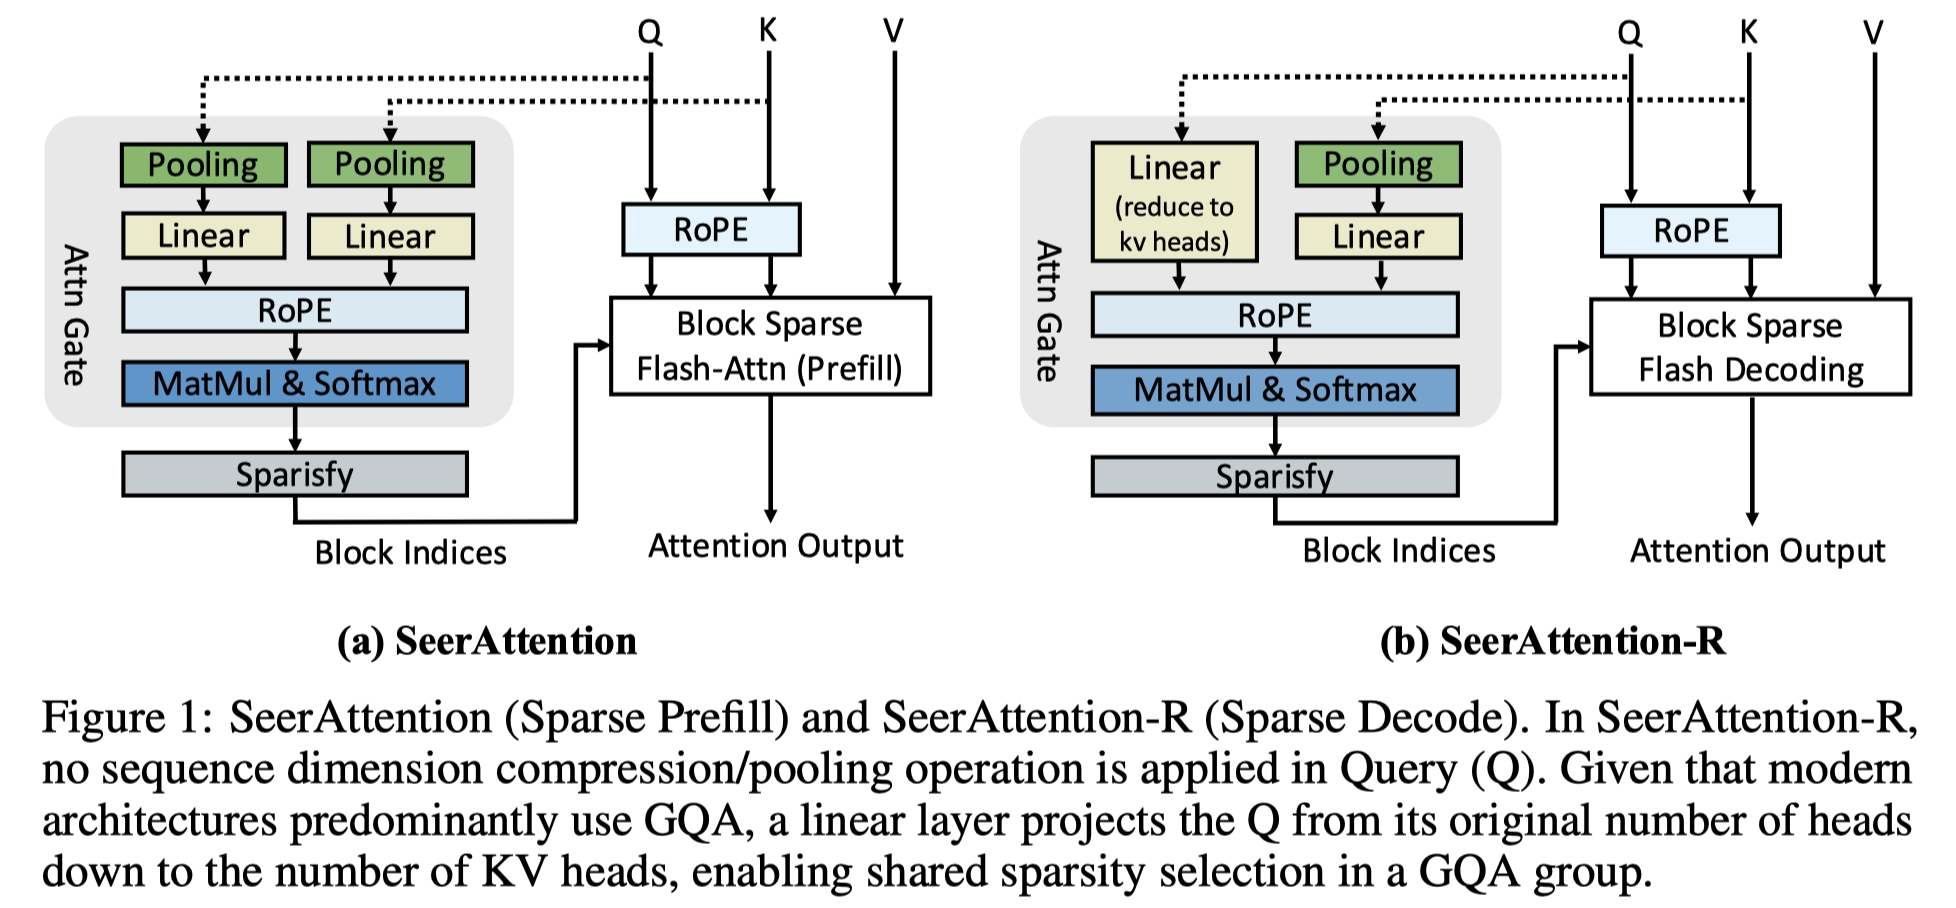 Q
K
V
Pooling
Pooling
Linear
Linear
RoPE
MatMul & Softmax
Attn Gate
Sparisfy
Block Indices
RoPE
Block Sparse
Flash-Attn (Prefill)
Attention Output
(a) SeerAttention
Q
K
V
Linear
(reduce to
kv heads)
Pooling
Linear
RoPE
MatMul & Softmax
Attn Gate
Sparisfy
Block Indices
RoPE
Block Sparse
Flash Decoding
Attention Output
(b) SeerAttention-R
Figure 1: SeerAttention (Sparse Prefill) and SeerAttention-R (Sparse Decode). In SeerAttention-R,
no sequence dimension compression/pooling operation is applied in Query (Q). Given that modern
architectures predominantly use GQA, a linear layer projects the Q from its original number of heads
down to the number of KV heads, enabling shared sparsity selection in a GQA group.